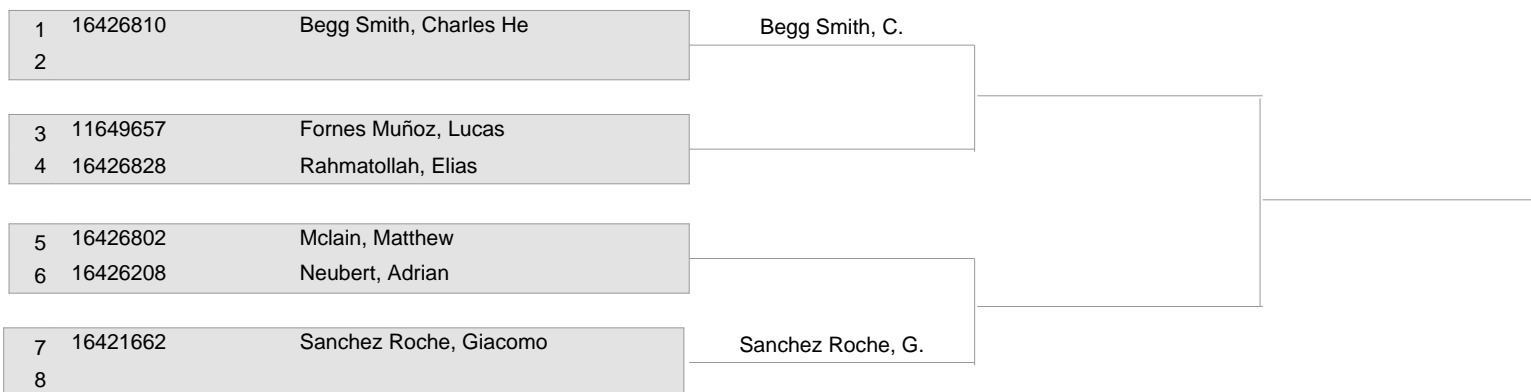 1 16426810 Begg Smith, Charles He Begg Smith, C.
2
3 11649657 Fornes Muñoz, Lucas
4 16426828 Rahmatollah, Elias
5 16426802 Mclain, Matthew
6 16426208 Neubert, Adrian
7 16421662 Sanchez Roche, Giacomo Sanchez Roche, G.
8